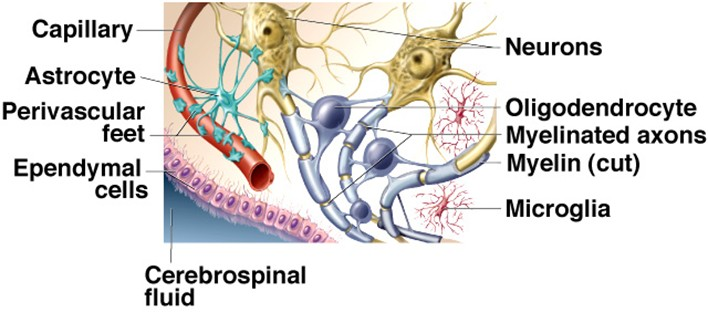 Capillary
Astrocyte
Perivascular
feet
Ependymal
cells
Cerebrospinal
fluid
Neurons
Oligodendrocyte
Myelinated axons
Myelin (cut)
Microglia